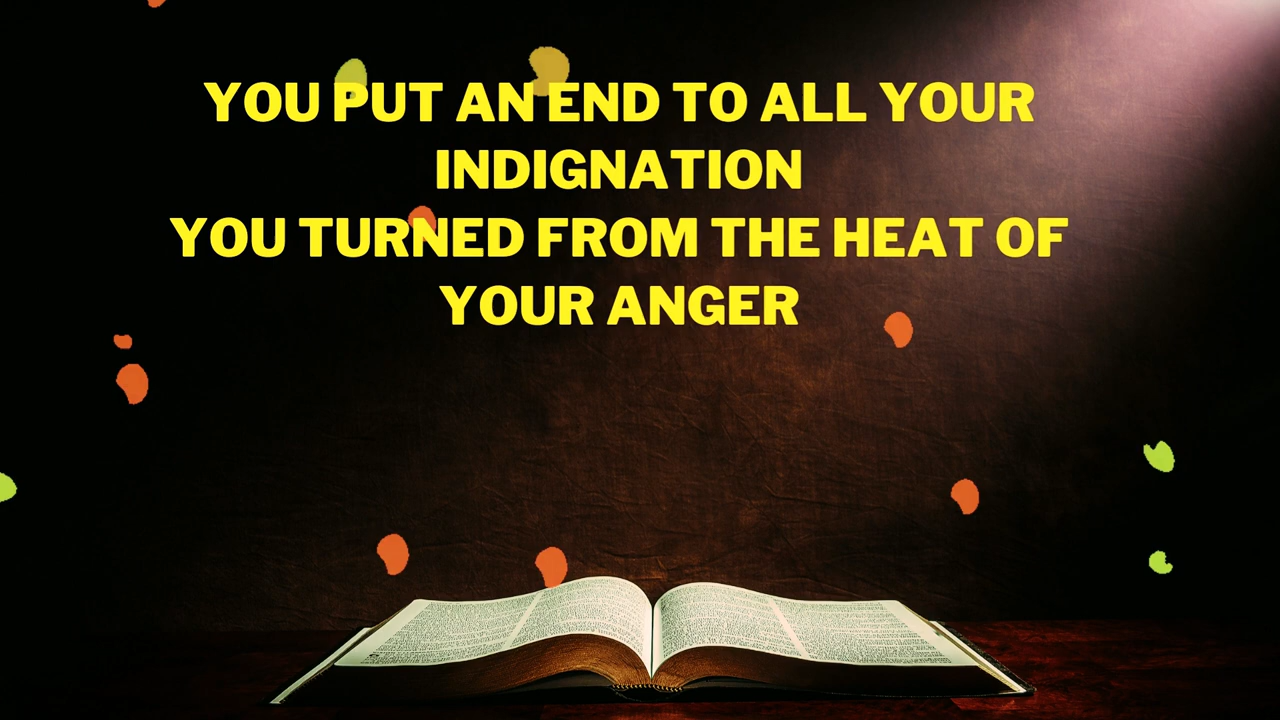 YOU PUT AN END TO ALL YOUR
INDIGNATION
YOU TURNED FROM THE HEAT OF
YOUR ANGER